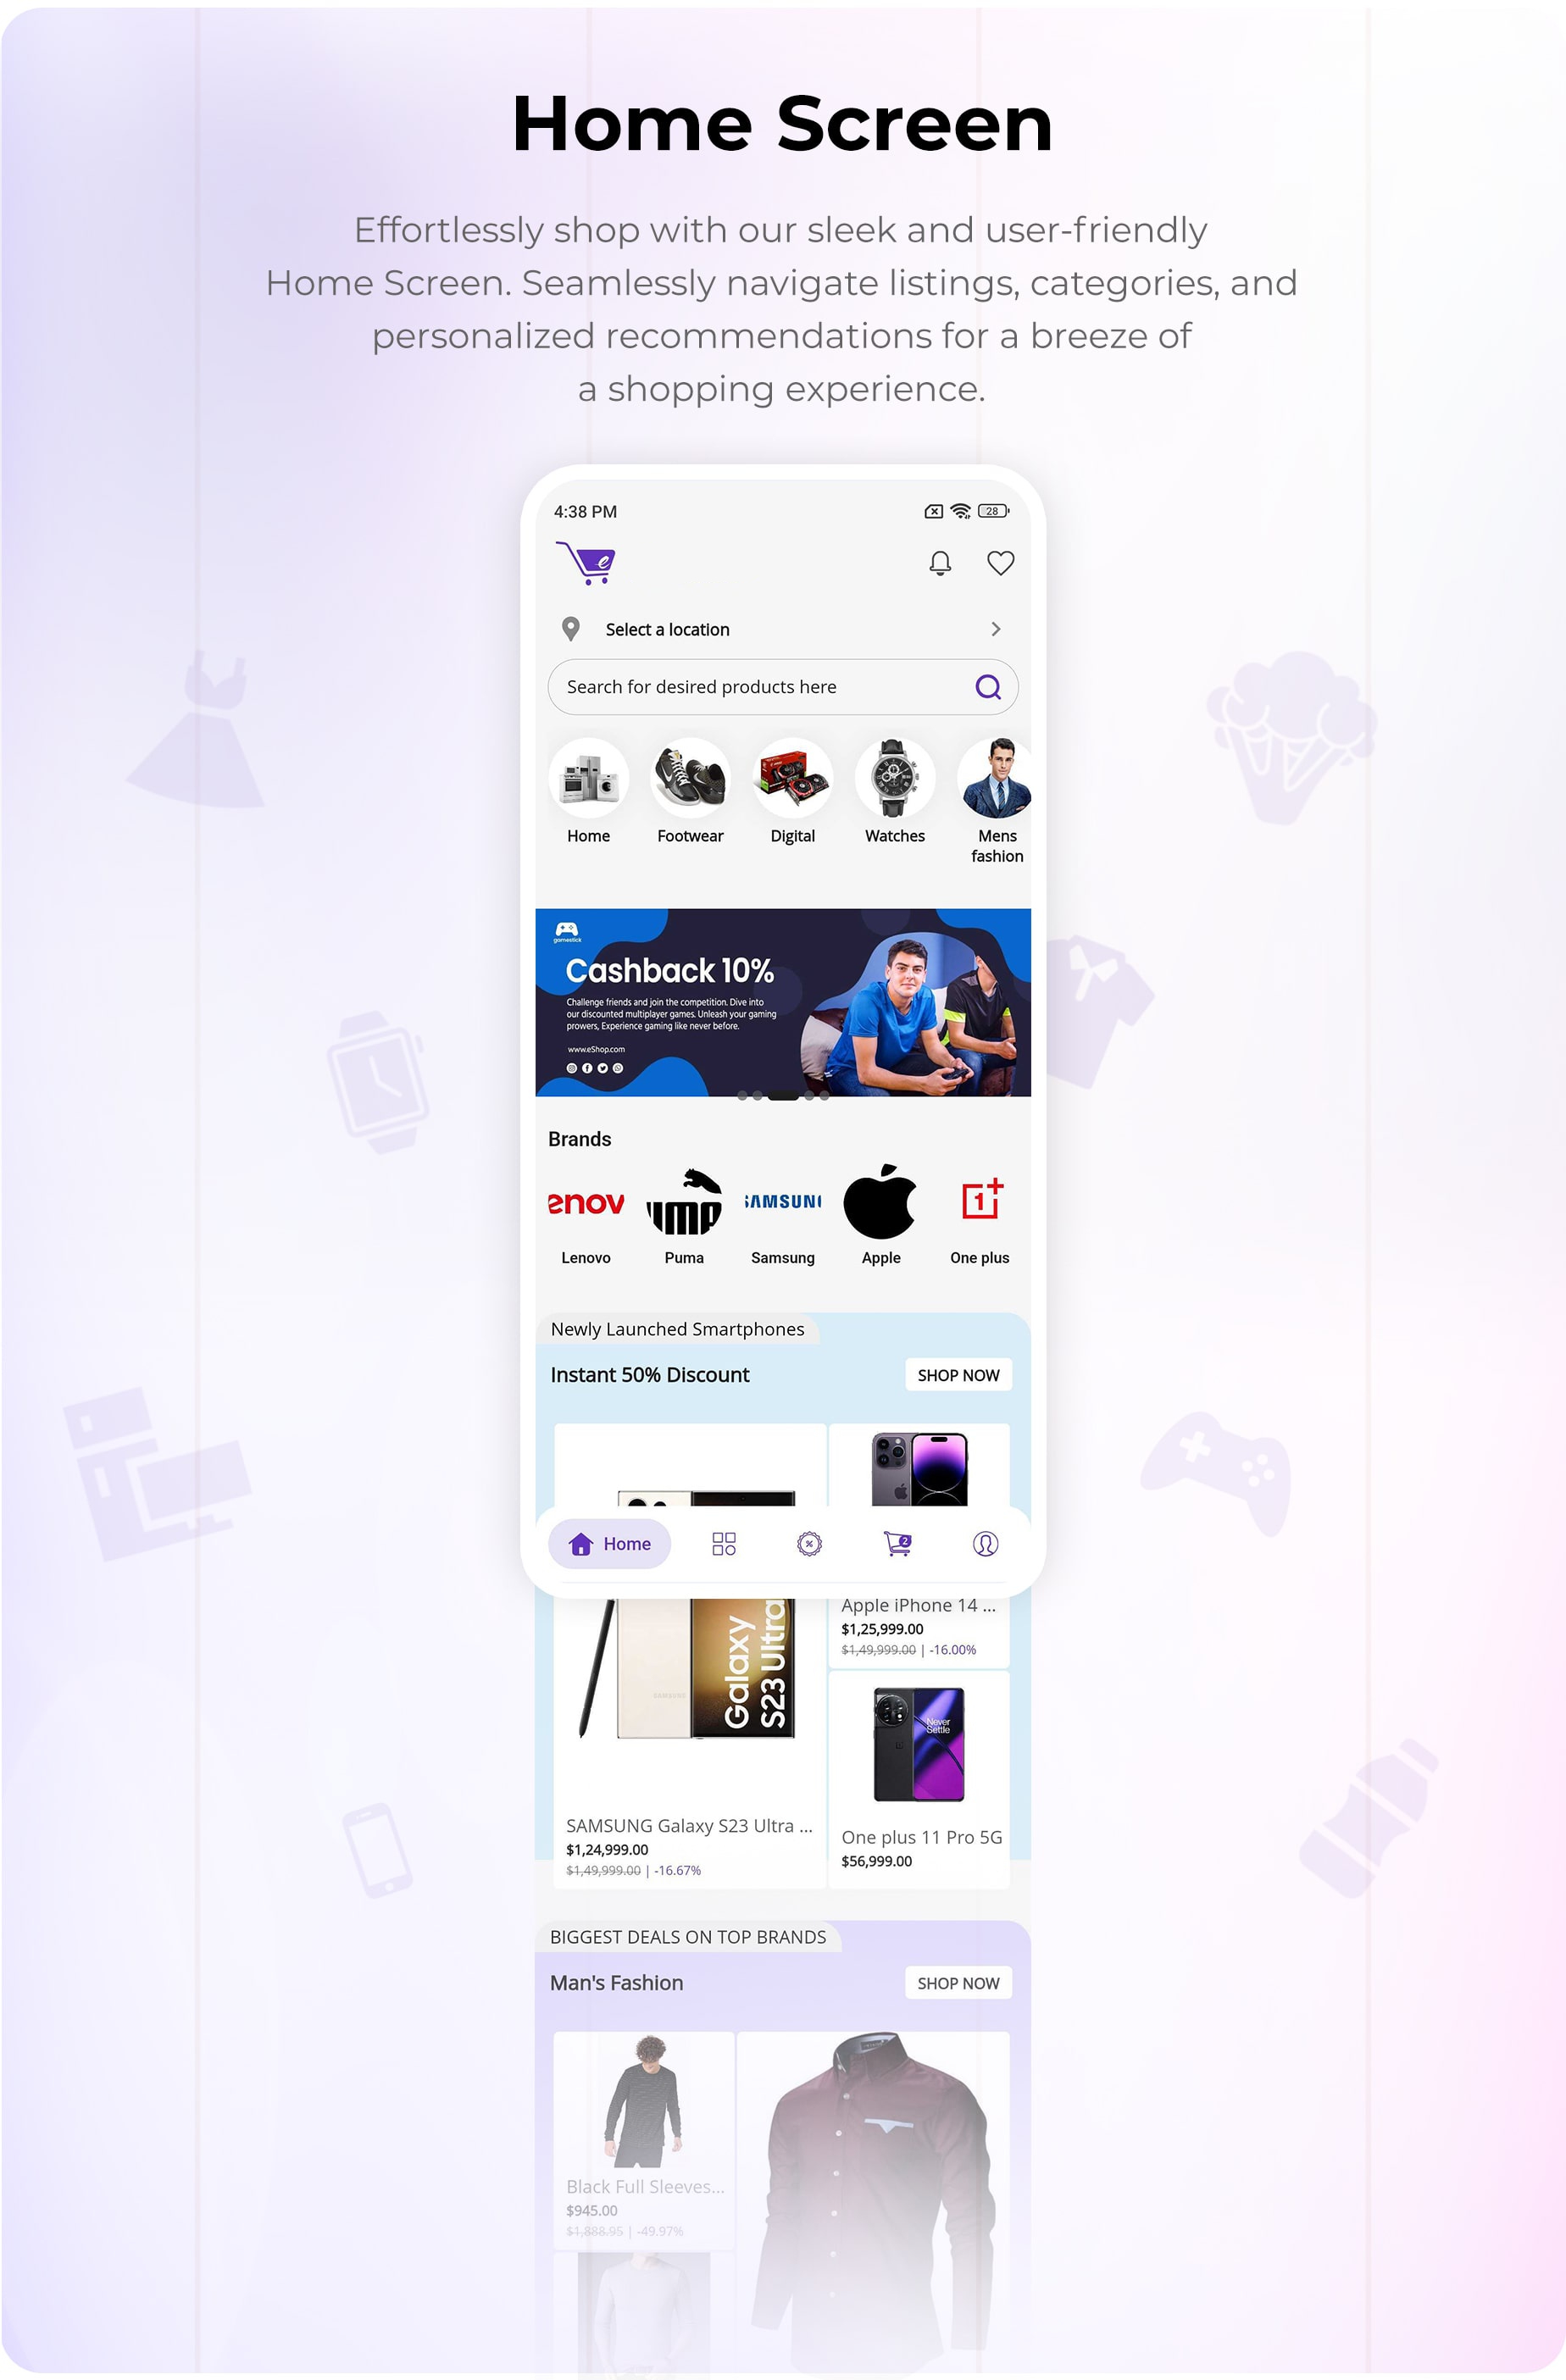 Home Screen
Effortlessly shop with our sleek and user-friendly
Home Screen. Seamlessly navigate listings, categories, and
personalized recommendations for a breeze of
a shopping experience.
4:38 PM
28
e
Select a location
Search for desired products here
Home Footwear Digital Watches Mens
fashion
gamestick
Cashback 10%
Challenge friends and join the competition. Dive into
our discounted multiplayer games. Unleash your gaming
prowers, Experience gaming like never before.
www.eShop.com
Brands
enov
UMP
SAMSUNG
1+
Lenovo Puma Samsung Apple One plus
Newly Launched Smartphones
Instant 50% Discount
SHOP NOW
Home
2
Galaxy
S23 Ultra
SAMSUNG
SAMSUNG Galaxy S23 Ultra ...
$1,24,999.00
$1,49,999.00 | -16.67%
Apple iPhone 14 ...
$1,25,999.00
$1,49,999.00 | -16.00%
Never
Settle
One plus 11 Pro 5G
$56,999.00
BIGGEST DEALS ON TOP BRANDS
Man's Fashion
SHOP NOW
Black Full Sleeves...
$945.00
$1,888.95 | -49.97%